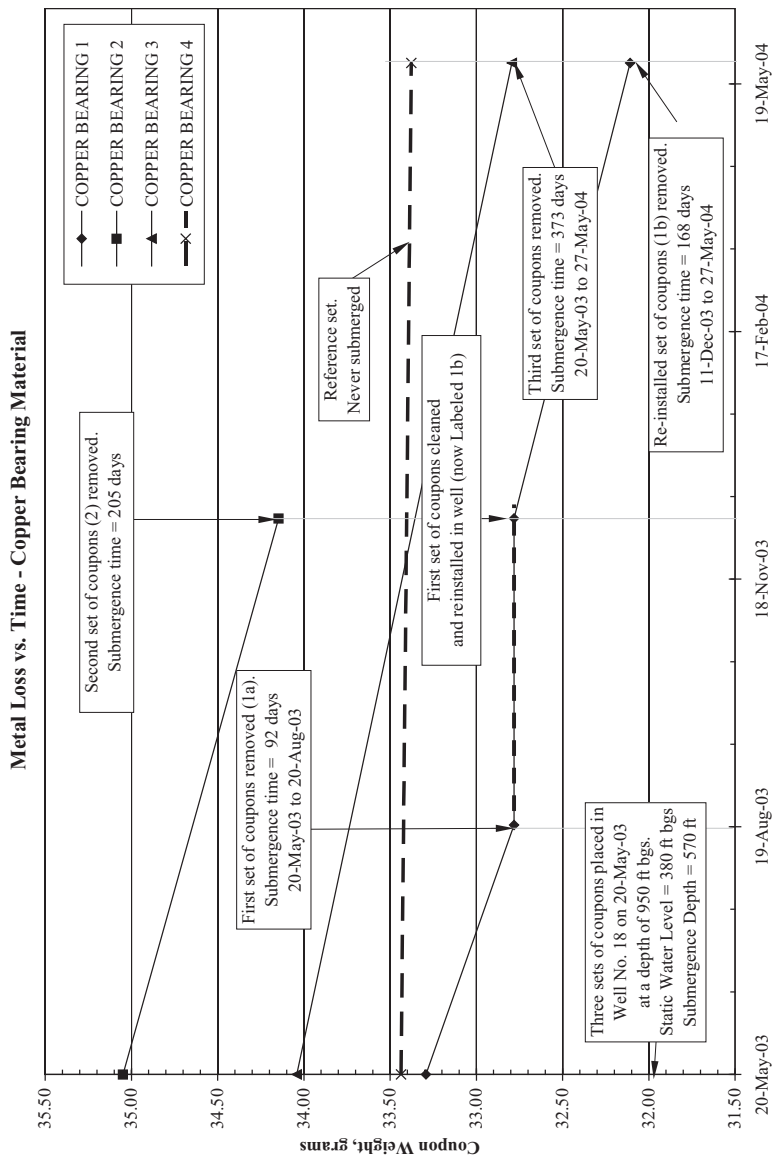 Metal Loss vs. Time - Copper Bearing Material
COPPER BEARING 1
COPPER BEARING 2
COPPER BEARING 3
COPPER BEARING 4
Second set of coupons (2) removed.
Submergence time = 205 days
Reference set.
Never submerged
First set of coupons removed (1a).
Submergence time = 92 days
20-May-03 to 20-Aug-03
First set of coupons cleaned
and reinstalled in well (now Labeled 1b)
Third set of coupons removed.
Submergence time = 373 days
20-May-03 to 27-May-04
Three sets of coupons placed in
Well No. 18 on 20-May-03
at a depth of 950 ft bgs.
Static Water Level = 380 ft bgs
Submergence Depth = 570 ft
Re-installed set of coupons (1b) removed.
Submergence time = 168 days
11-Dec-03 to 27-May-04
Coupon Weight, grams
35.50
35.00
34.50
34.00
33.50
33.00
32.50
32.00
31.50
20-May-03
19-Aug-03
18-Nov-03
17-Feb-04
19-May-04